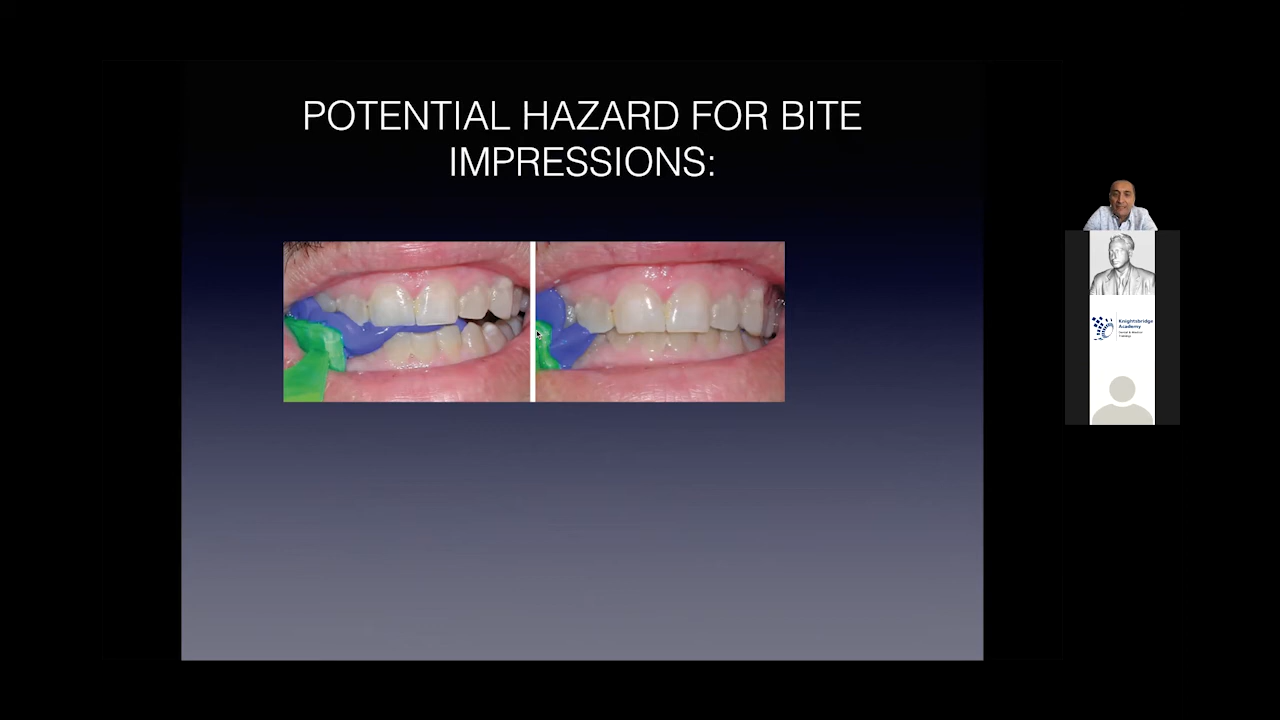 POTENTIAL HAZARD FOR BITE
IMPRESSIONS:
Knightsbridge
Academy